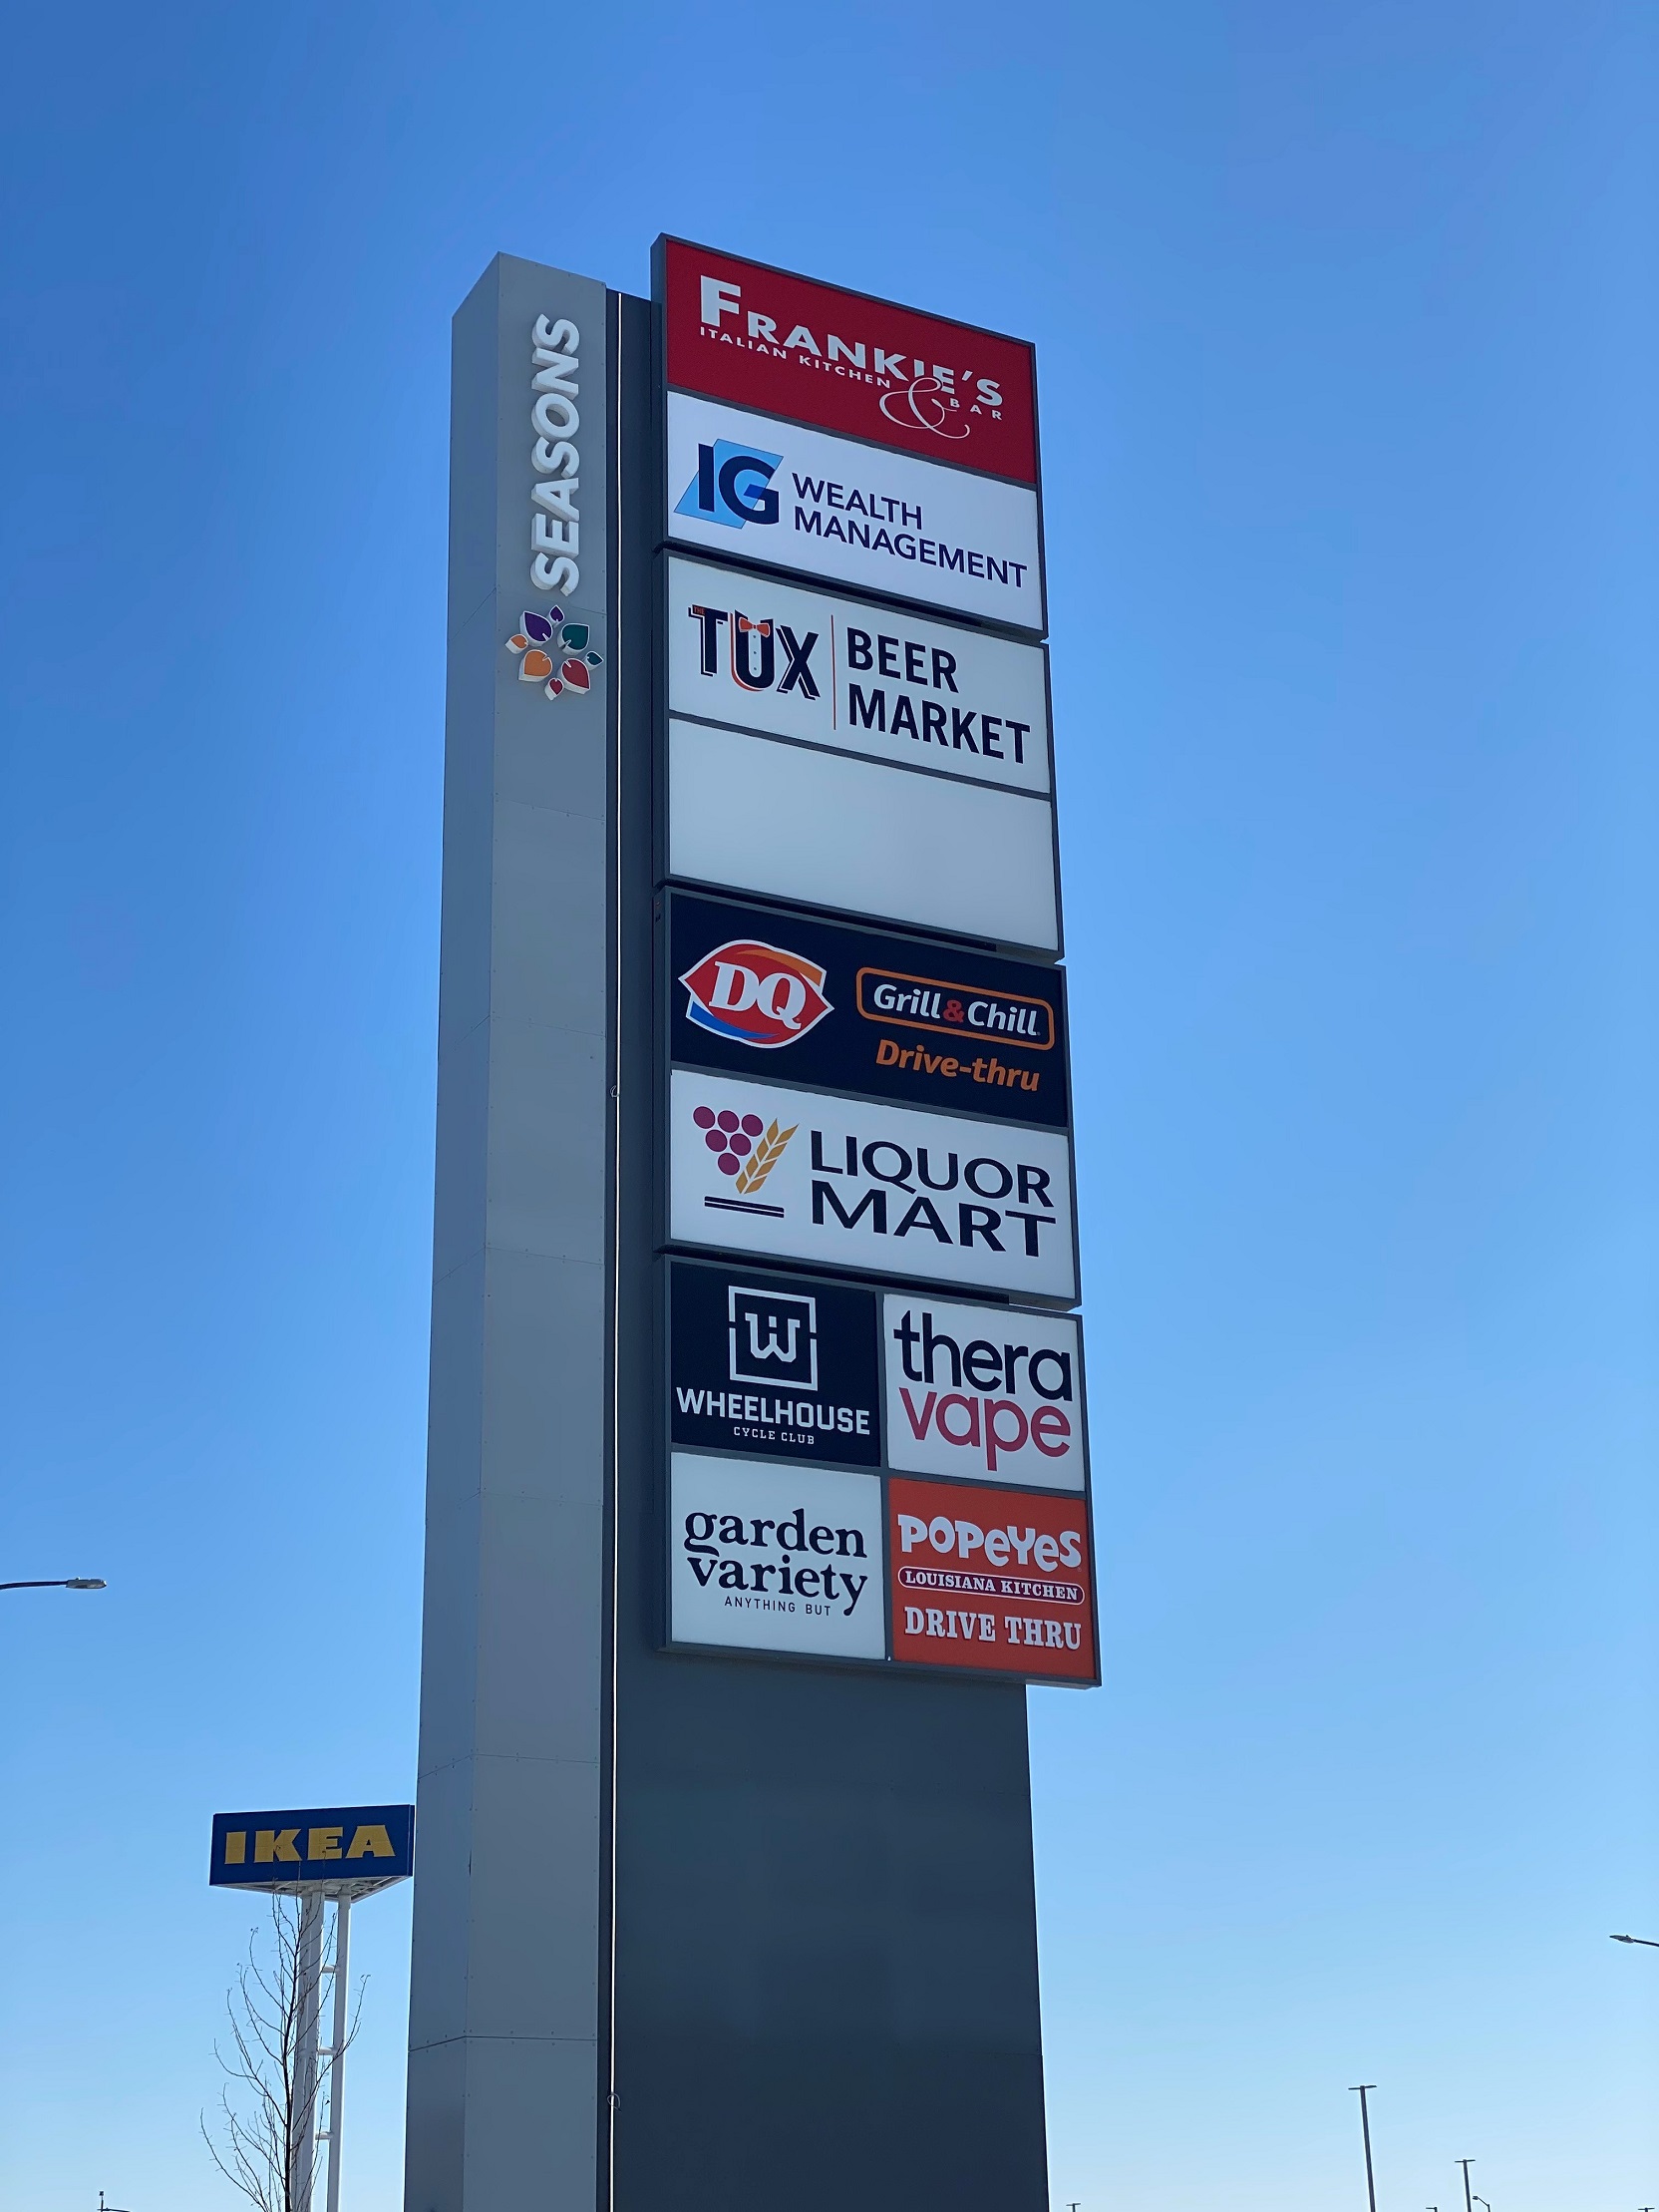 SEASONS
FRANKIE'S
ITALIAN KITCHEN
& BAR
IG WEALTH
MANAGEMENT
THE
TUX BEER
MARKET
DQ Grill & Chill
Drive-thru
LIQUOR
MART
W
WHEELHOUSE
CYCLE CLUB
thera
vape
garden
variety
ANYTHING BUT
POPEYES
LOUISIANA KITCHEN
DRIVE THRU
IKEA